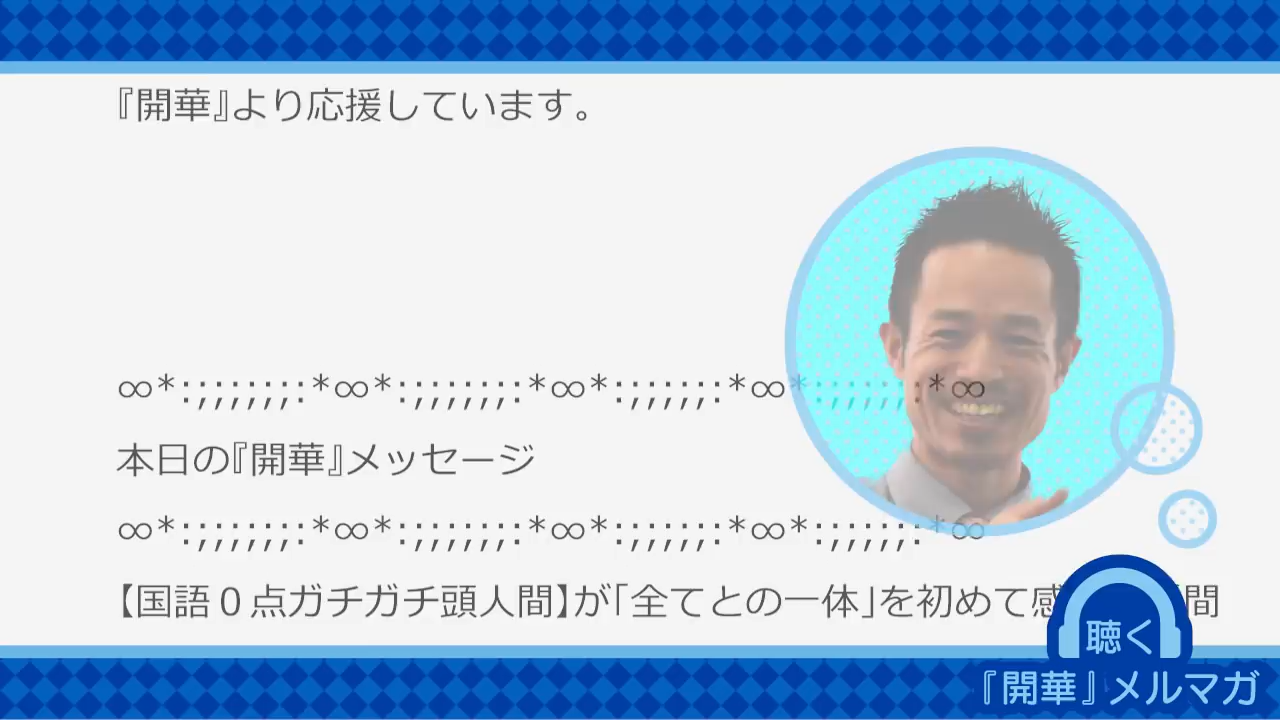 『開華』より応援しています。
∞*:;;;;;;:*∞*:;;;;;;:*∞*:;;;;;:*∞*:;;;;;:*∞
本日の『開華』メッセージ
∞*:;;;;;;:*∞*:;;;;;;:*∞*:;;;;;:*∞*:;;;;;:*∞
【国語０点ガチガチ頭人間】が「全てとの一体」を初めて感 間
聴く
『開華』メルマガ